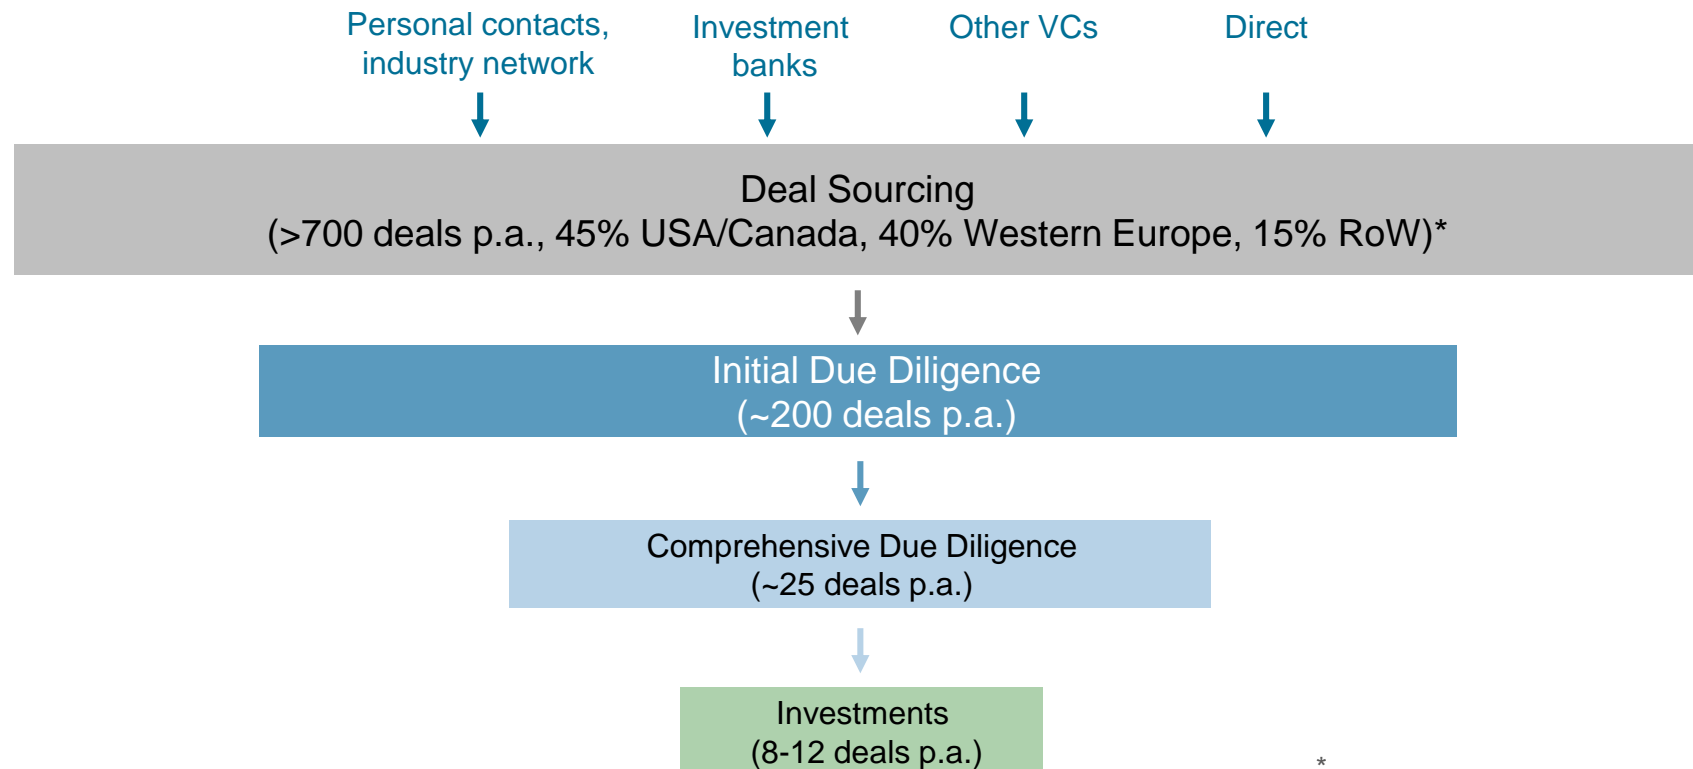 Personal contacts,
industry network
Investment
banks
Other VCs
Direct
Deal Sourcing
(>700 deals p.a., 45% USA/Canada, 40% Western Europe, 15% RoW)*
Initial Due Diligence
(~200 deals p.a.)
Comprehensive Due Diligence
(~25 deals p.a.)
Investments
(8-12 deals p.a.)
*